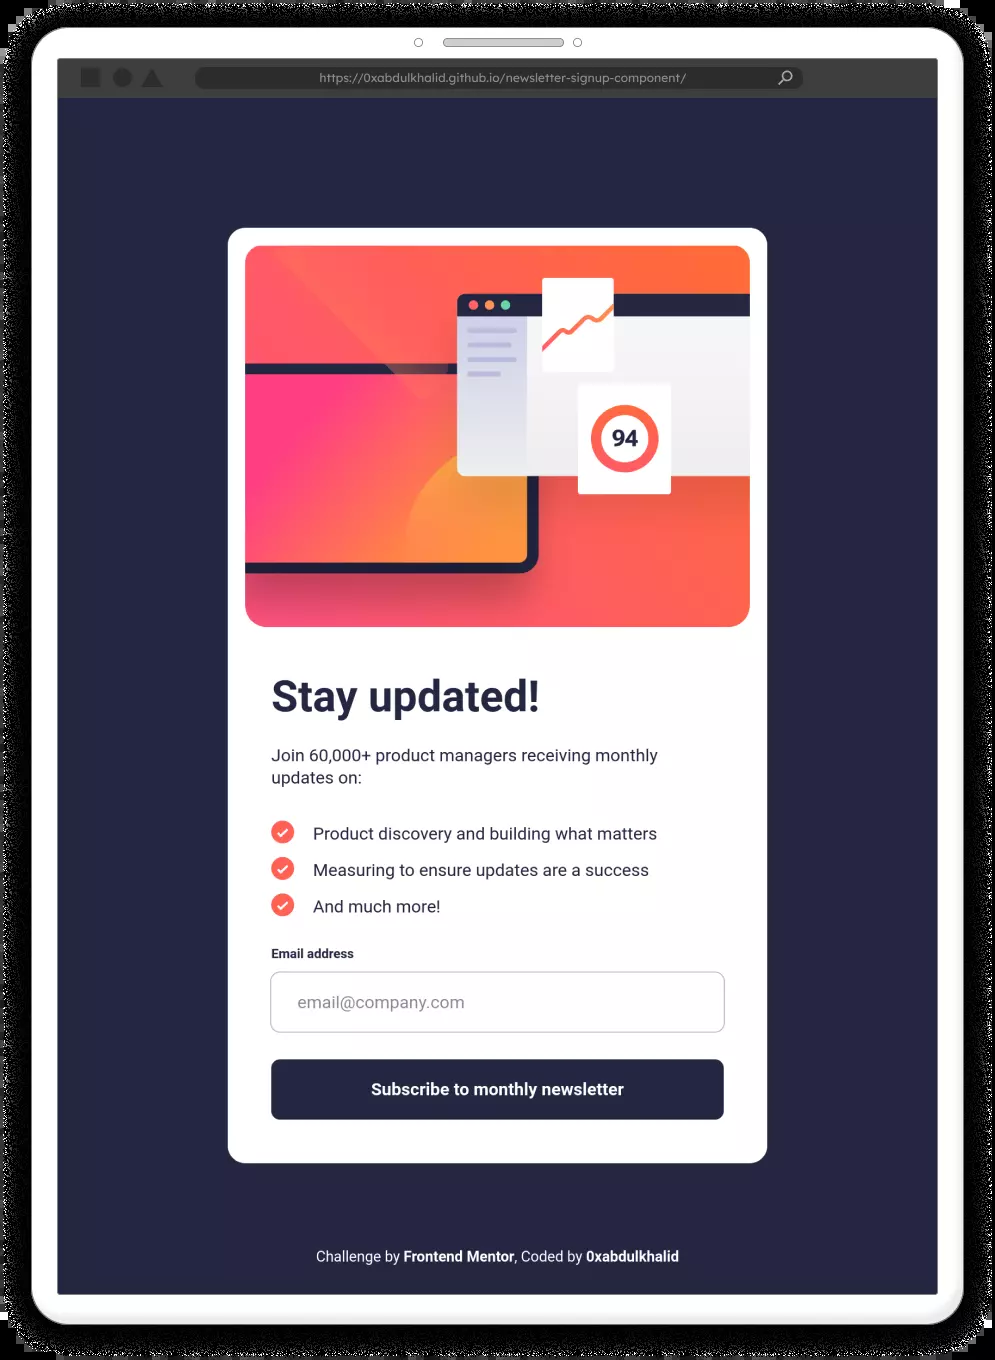 https://0xabdulkhalid.github.io/newsletter-signup-component/
94
Stay updated!
Join 60,000+ product managers receiving monthly
updates on:
Product discovery and building what matters
Measuring to ensure updates are a success
And much more!
Email address
email@company.com
Subscribe to monthly newsletter
Challenge by Frontend Mentor, Coded by 0xabdulkhalid